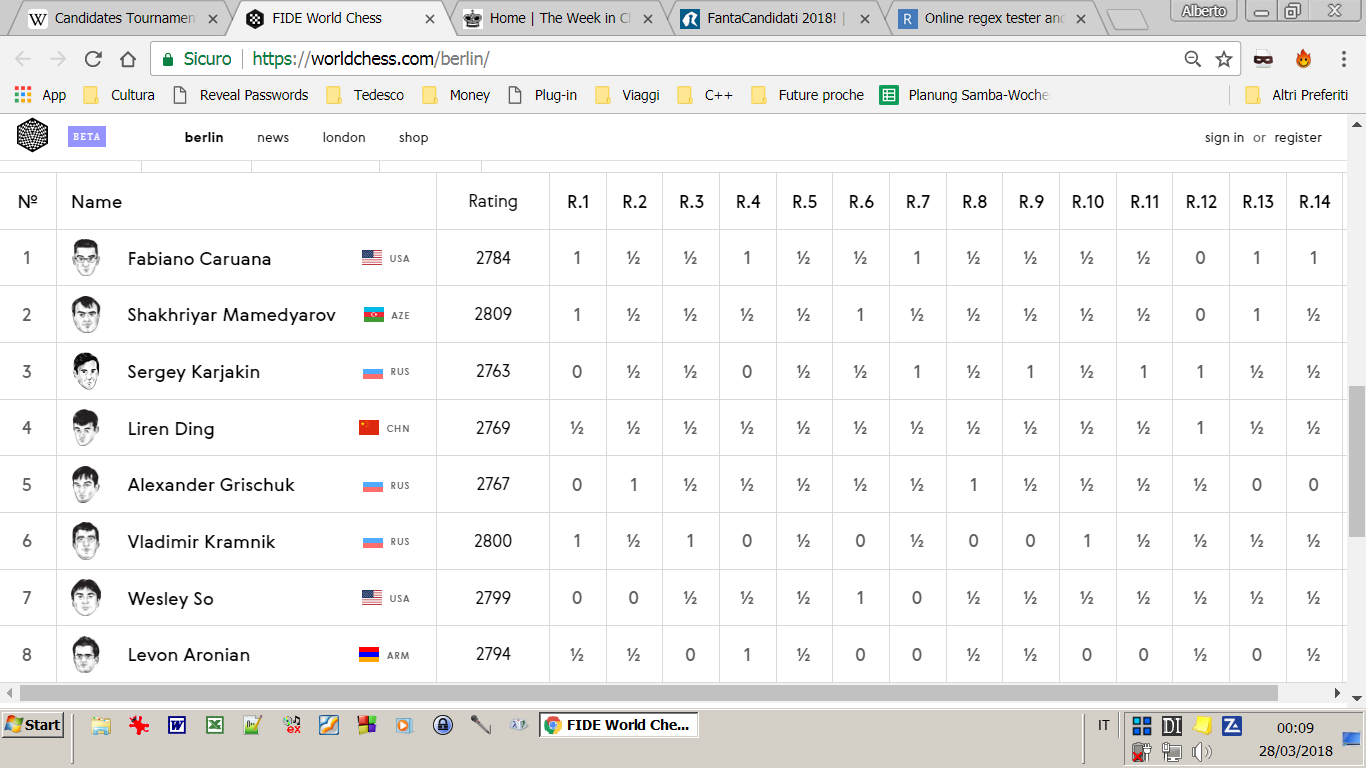 Candidates Tournamen
FIDE World Chess
Home | The Week in C
FantaCandidati 2018! |
Online regex tester and
Alberto
Sicuro
https://worldchess.com/berlin/
App Cultura Reveal Passwords Tedesco Money Plug-in Viaggi C++ Future proche Planung Samba-Woche Altri Preferiti
BETA berlin news london shop sign in or register
Nº Name Rating R.1 R.2 R.3 R.4 R.5 R.6 R.7 R.8 R.9 R.10 R.11 R.12 R.13 R.14
1 Fabiano Caruana USA 2784 1 ½ ½ 1 ½ ½ 1 ½ ½ ½ ½ 0 1 1
2 Shakhriyar Mamedyarov AZE 2809 1 ½ ½ ½ ½ 1 ½ ½ ½ ½ ½ 0 1 ½
3 Sergey Karjakin RUS 2763 0 ½ ½ 0 ½ ½ 1 ½ 1 ½ 1 1 ½ ½
4 Liren Ding CHN 2769 ½ ½ ½ ½ ½ ½ ½ ½ ½ ½ ½ 1 ½ ½
5 Alexander Grischuk RUS 2767 0 1 ½ ½ ½ ½ ½ 1 ½ ½ ½ ½ 0 0
6 Vladimir Kramnik RUS 2800 1 ½ 1 0 ½ 0 ½ 0 0 1 ½ ½ ½ ½
7 Wesley So USA 2799 0 0 ½ ½ ½ 1 0 ½ ½ ½ ½ ½ ½ ½
8 Levon Aronian ARM 2794 ½ ½ 0 1 ½ 0 0 ½ ½ 0 0 ½ 0 ½
Start FIDE World Che... IT 00:09
28/03/2018